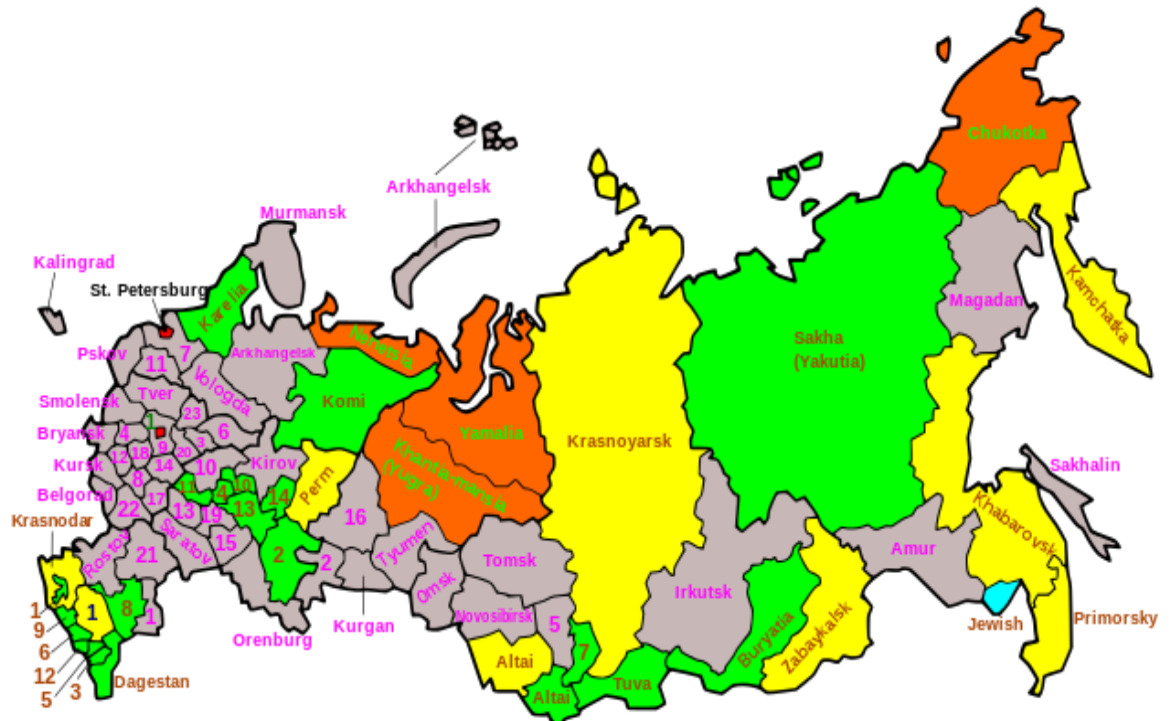 Chukotka
Arkhangelsk
Murmansk
Kalingrad
St. Petersburg
Karelia
Nenetsia
Magadan
Kamchatka
Sakha
(Yakutia)
Pskov
11
7
Arkhangelsk
Vologda
Komi
Yamalia
Khantia-mansia
(Yugra)
Krasnoyarsk
Smolensk
Tver
23
1
Bryansk
4
9
3
6
12
18
20
Kursk
14
10
Kirov
Perm
8
11
4
10
14
Belgorad
22
17
13
19
13
16
Sakhalin
Krasnodar
Rostov
21
Saratov
15
2
2
Tyumen
Omsk
Tomsk
Novosibirsk
5
Irkutsk
Amur
Khabarovsk
1
9
6
12
5
3
1
8
1
Dagestan
Orenburg
Kurgan
Altai
Altai
7
Tuva
Buryatia
Zabaykalsk
Jewish
Primorsky